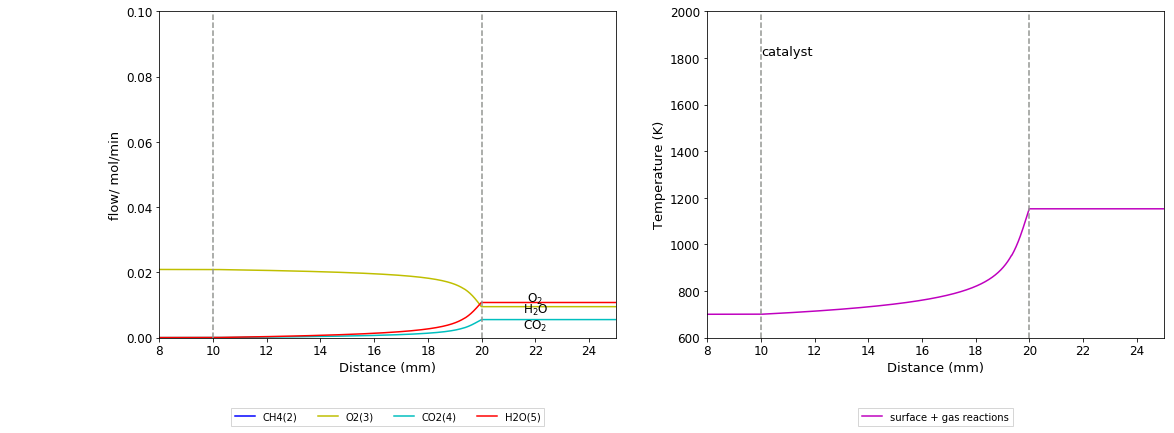 0.10
0.08
0.06
0.04
0.02
0.00
flow/ mol/min
O₂
H₂O
CO₂
8 10 12 14 16 18 20 22 24
Distance (mm)
CH4(2) O2(3) CO2(4) H2O(5)
2000
1800
1600
1400
1200
1000
800
600
Temperature (K)
catalyst
8 10 12 14 16 18 20 22 24
Distance (mm)
surface + gas reactions